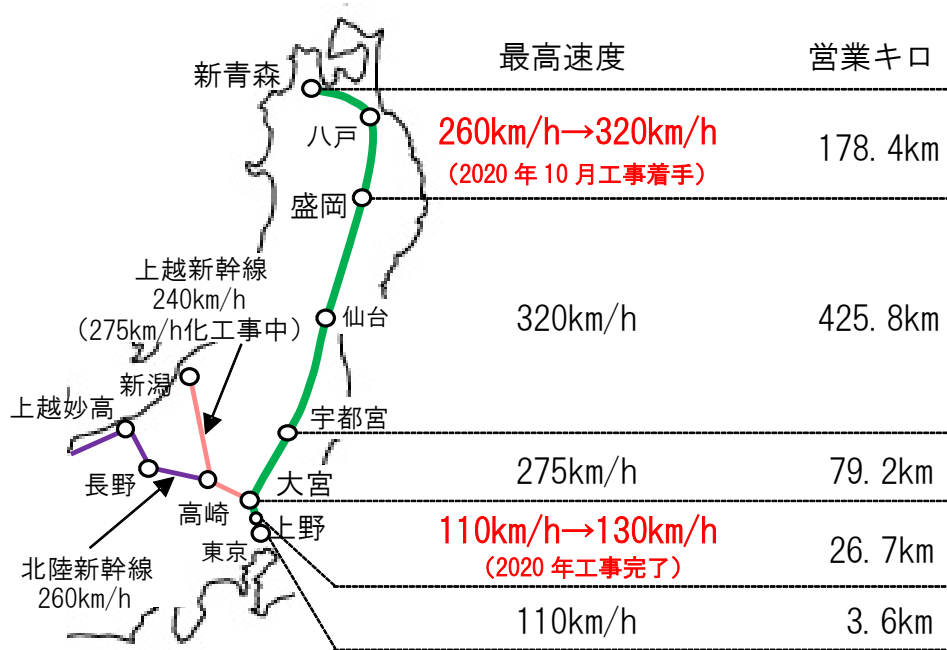 最高速度
営業キロ
新青森
八戸
260km/h→320km/h
(2020年10月工事着手)
178.4km
盛岡
上越新幹線
240km/h
(275km/h化工事中)
仙台
320km/h
425.8km
新潟
上越妙高
宇都宮
長野
高崎
大宮
275km/h
79.2km
上野
東京
110km/h→130km/h
(2020年工事完了)
26.7km
北陸新幹線
260km/h
110km/h
3.6km